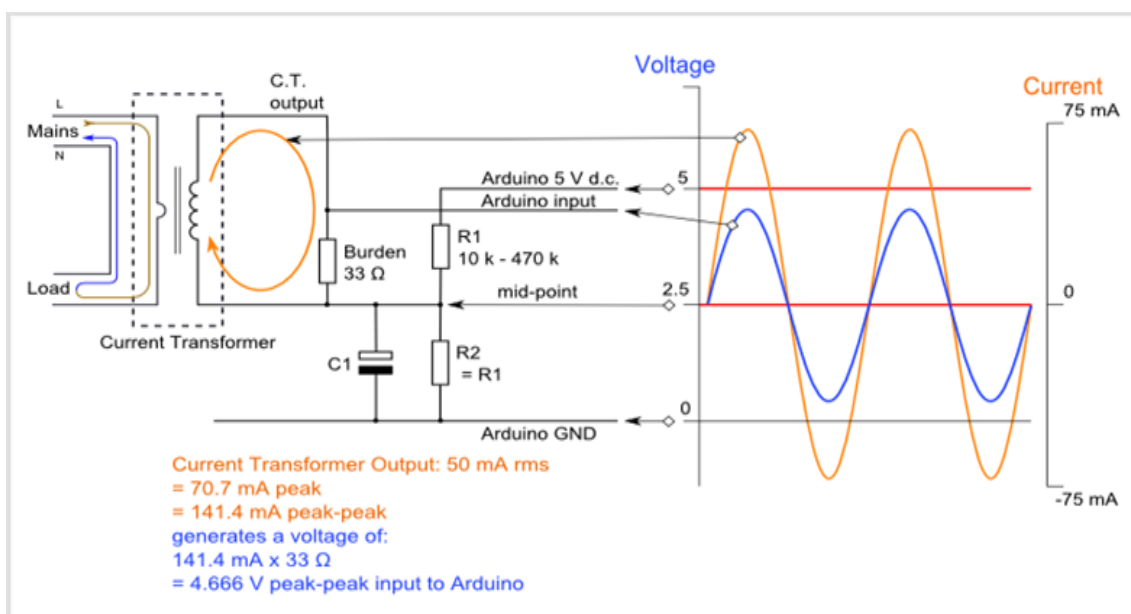 C.T.
output
L
Mains
N
Load
Current Transformer
Burden
33 Ω
Arduino 5 V d.c.
Arduino input
R1
10 k - 470 k
mid-point
C1
R2
= R1
Arduino GND
Voltage
5
2.5
0
Current
75 mA
0
-75 mA
Current Transformer Output: 50 mA rms
= 70.7 mA peak
= 141.4 mA peak-peak
generates a voltage of:
141.4 mA x 33 Ω
= 4.666 V peak-peak input to Arduino